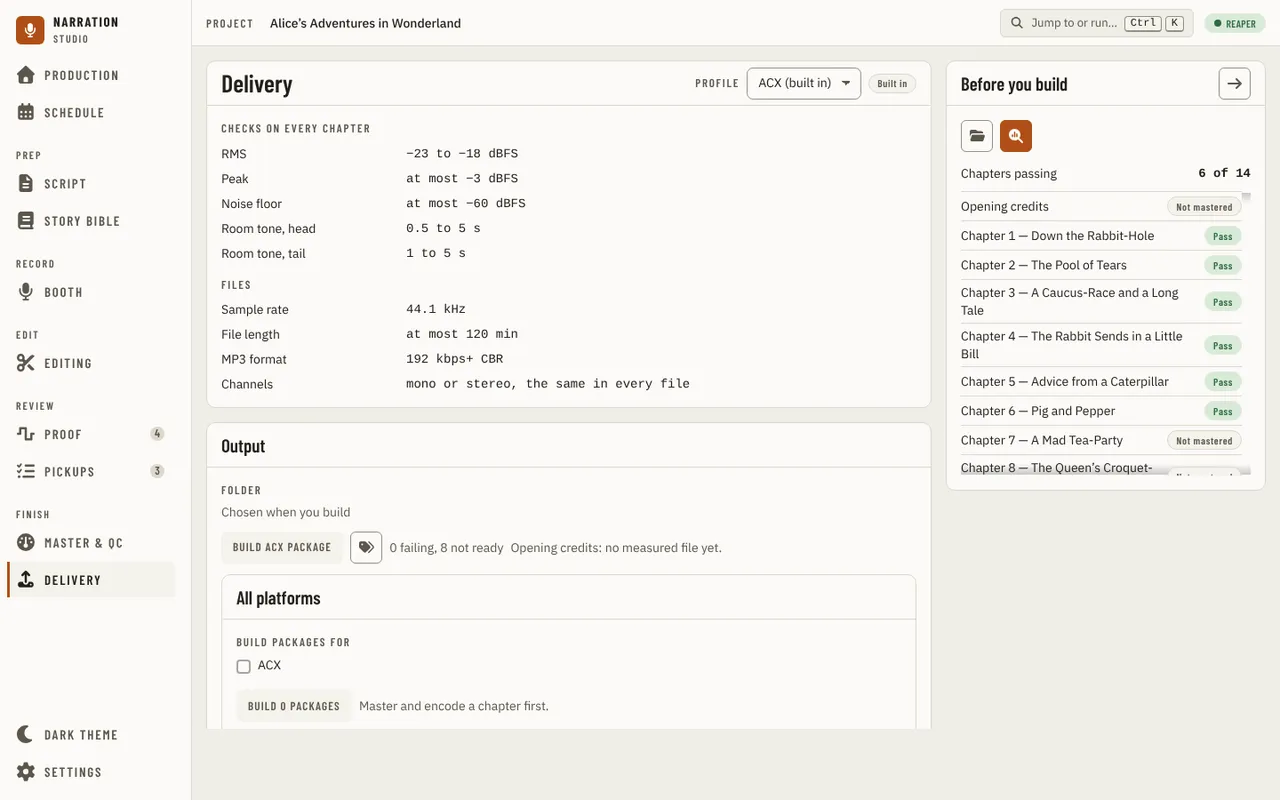 NARRATION
STUDIO
PRODUCTION
SCHEDULE
PREP
SCRIPT
STORY BIBLE
RECORD
BOOTH
EDIT
EDITING
REVIEW
PROOF 4
PICKUPS 3
FINISH
MASTER & QC
DELIVERY
DARK THEME
SETTINGS
PROJECT Alice’s Adventures in Wonderland
Jump to or run… Ctrl K
REAPER
Delivery
PROFILE ACX (built in) Built in
CHECKS ON EVERY CHAPTER
RMS −23 to −18 dBFS
Peak at most −3 dBFS
Noise floor at most −60 dBFS
Room tone, head 0.5 to 5 s
Room tone, tail 1 to 5 s
FILES
Sample rate 44.1 kHz
File length at most 120 min
MP3 format 192 kbps+ CBR
Channels mono or stereo, the same in every file
Output
FOLDER
Chosen when you build
BUILD ACX PACKAGE 0 failing, 8 not ready Opening credits: no measured file yet.
All platforms
BUILD PACKAGES FOR
ACX
BUILD 0 PACKAGES Master and encode a chapter first.
Before you build
Chapters passing 6 of 14
Opening credits Not mastered
Chapter 1 — Down the Rabbit-Hole Pass
Chapter 2 — The Pool of Tears Pass
Chapter 3 — A Caucus-Race and a Long
Tale Pass
Chapter 4 — The Rabbit Sends in a Little
Bill Pass
Chapter 5 — Advice from a Caterpillar Pass
Chapter 6 — Pig and Pepper Pass
Chapter 7 — A Mad Tea-Party Not mastered
Chapter 8 — The Queen’s Croquet-